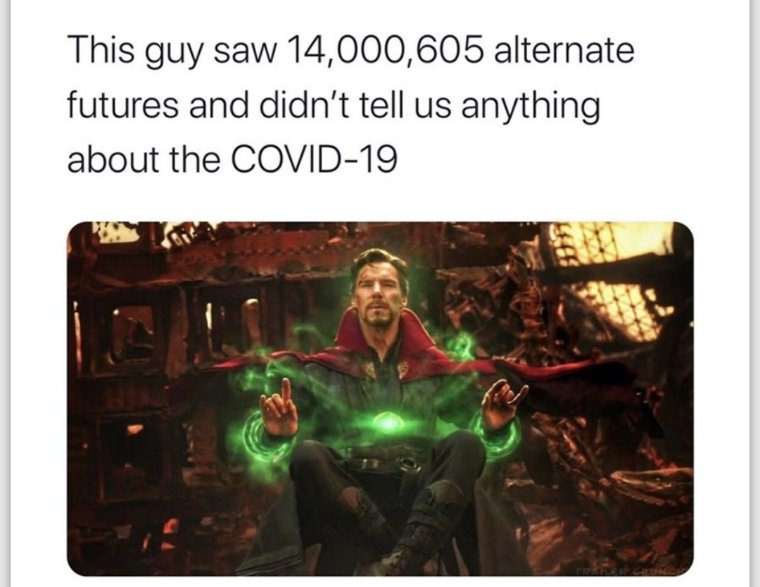 This guy saw 14,000,605 alternate
futures and didn't tell us anything
about the COVID-19